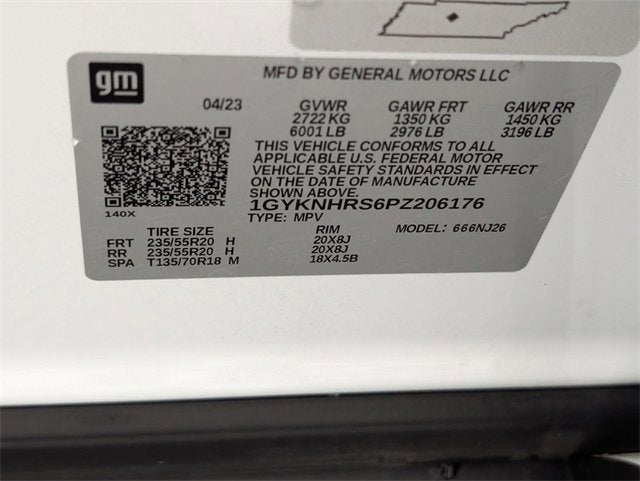 gm
MFD BY GENERAL MOTORS LLC
04/23 GVWR GAWR FRT GAWR RR
2722 KG 1350 KG 1450 KG
6001 LB 2976 LB 3196 LB
THIS VEHICLE CONFORMS TO ALL
APPLICABLE U.S. FEDERAL MOTOR
VEHICLE SAFETY STANDARDS IN EFFECT
ON THE DATE OF MANUFACTURE
SHOWN ABOVE.
1GYKNHRS6PZ206176
140X
TYPE: MPV MODEL: 666NJ26
TIRE SIZE RIM
FRT 235/55R20 H 20X8J
RR 235/55R20 H 20X8J
SPA T135/70R18 M 18X4.5B